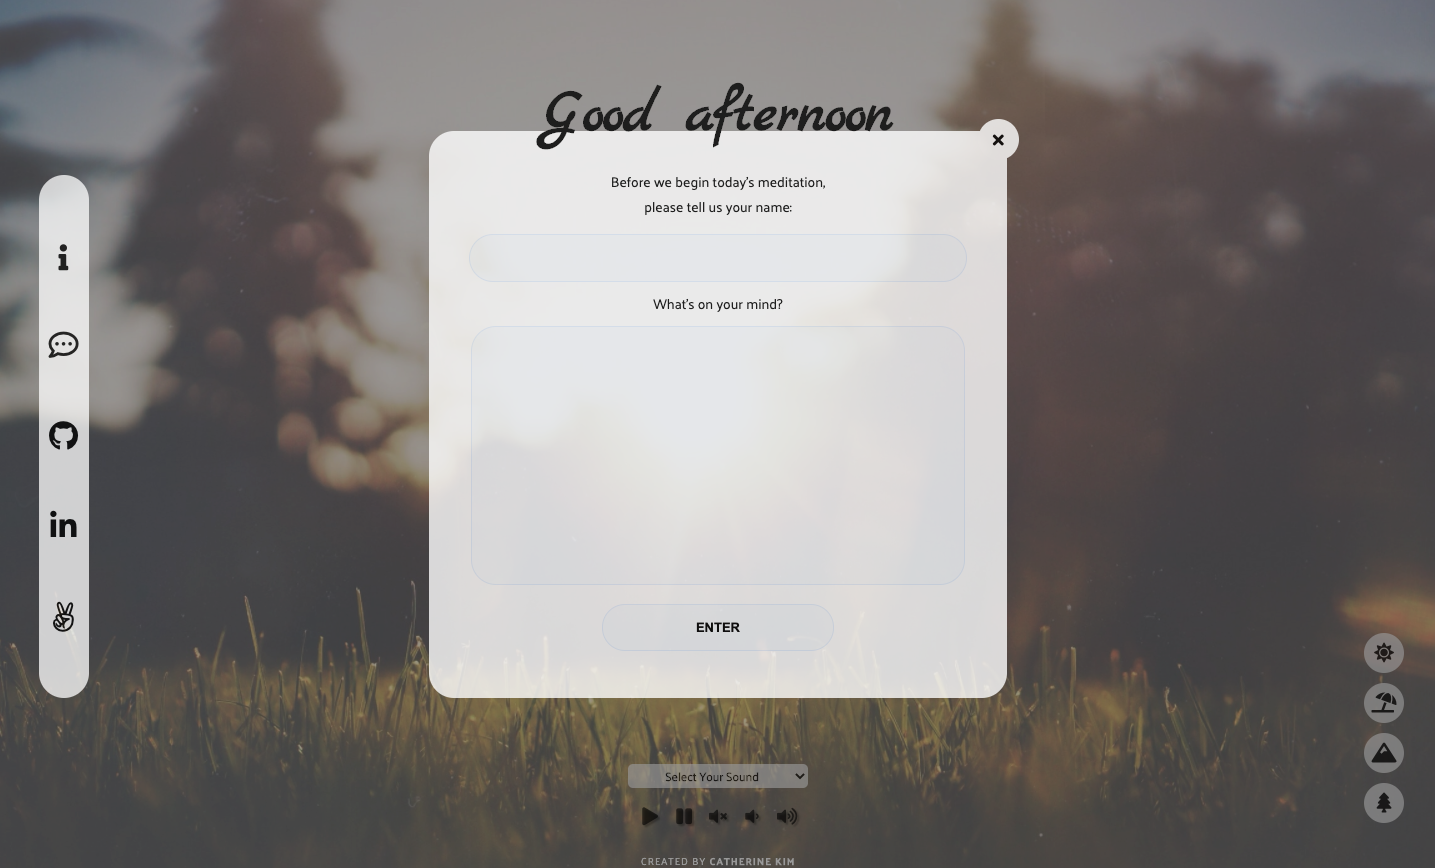 Good afternoon
Before we begin today's meditation,
please tell us your name:
What's on your mind?
ENTER
Select Your Sound
CREATED BY CATHERINE KIM